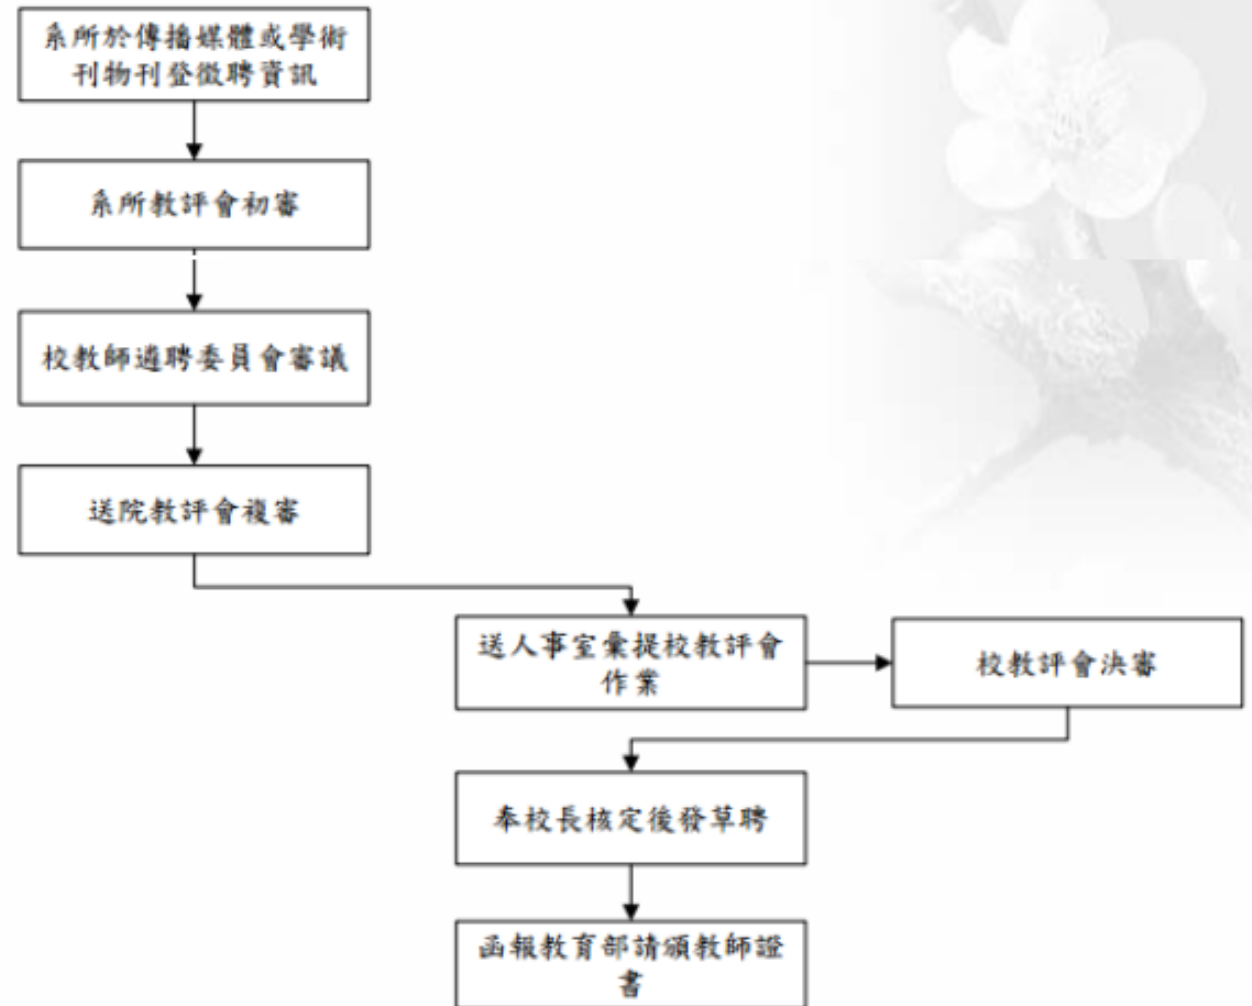 系所於傳播媒體或學術
刊物刊登徵聘資訊
系所教評會初審
校教師遴聘委員會審議
送院教評會複審
送人事室彙提校教評會
作業
校教評會決審
奉校長核定後發草聘
函報教育部請頒教師證
書